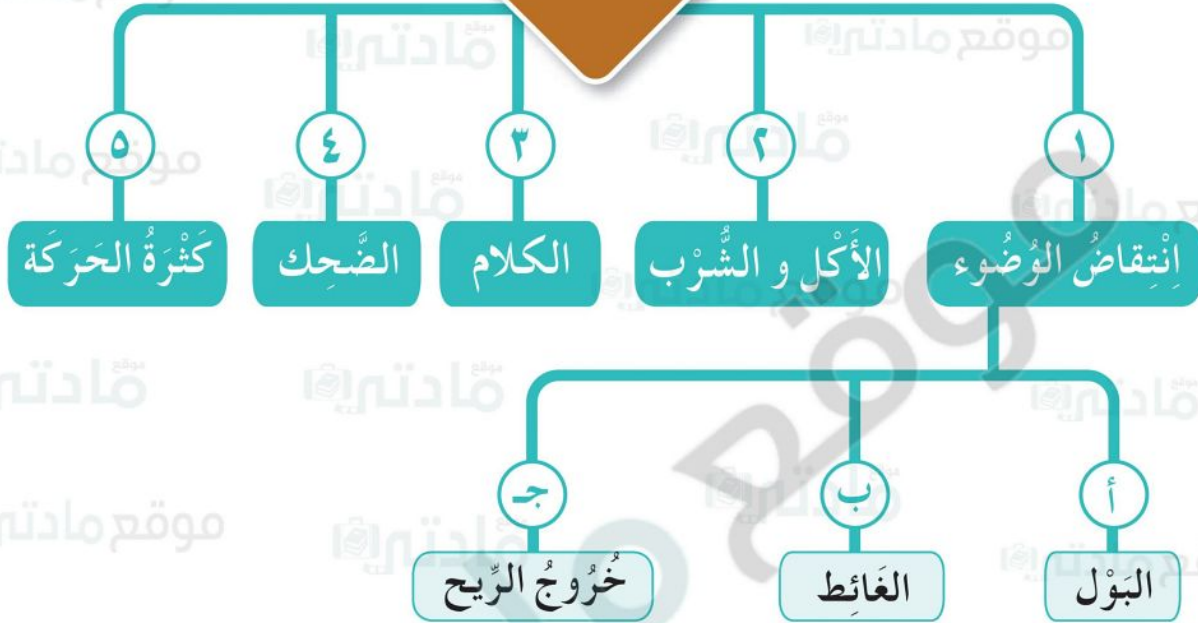 ١
٢
٣
٤
٥
اِنْتِقاضُ الوُضُوء
الأَكْل و الشُّرْب
الكلام
الضَّحِك
كَثْرَةُ الحَرَكَة
أ
ب
جـ
البَوْل
الغَائِط
خُرُوجُ الرِّيح
موقع مادتي